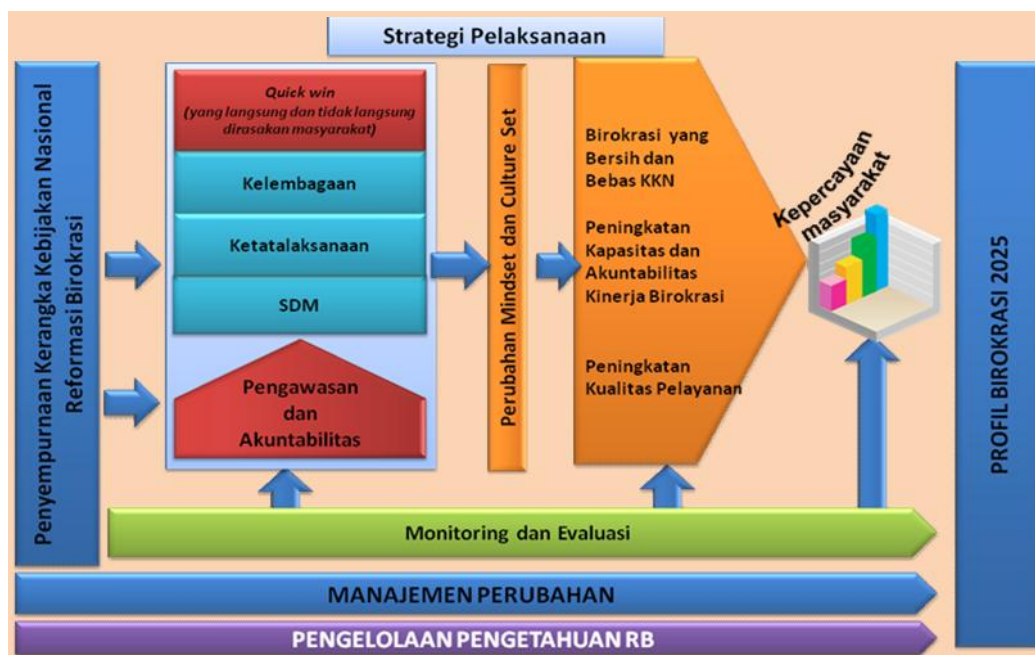 Strategi Pelaksanaan
Penyempurnaan Kerangka Kebijakan Nasional
Reformasi Birokrasi
Quick win
(yang langsung dan tidak langsung
dirasakan masyarakat)
Kelembagaan
Ketatalaksanaan
SDM
Pengawasan
dan
Akuntabilitas
Perubahan Mindset dan Culture Set
Birokrasi yang
Bersih dan
Bebas KKN
Peningkatan
Kapasitas dan
Akuntabilitas
Kinerja Birokrasi
Peningkatan
Kualitas Pelayanan
Kepercayaan
masyarakat
PROFIL BIROKRASI 2025
Monitoring dan Evaluasi
MANAJEMEN PERUBAHAN
PENGELOLAAN PENGETAHUAN RB